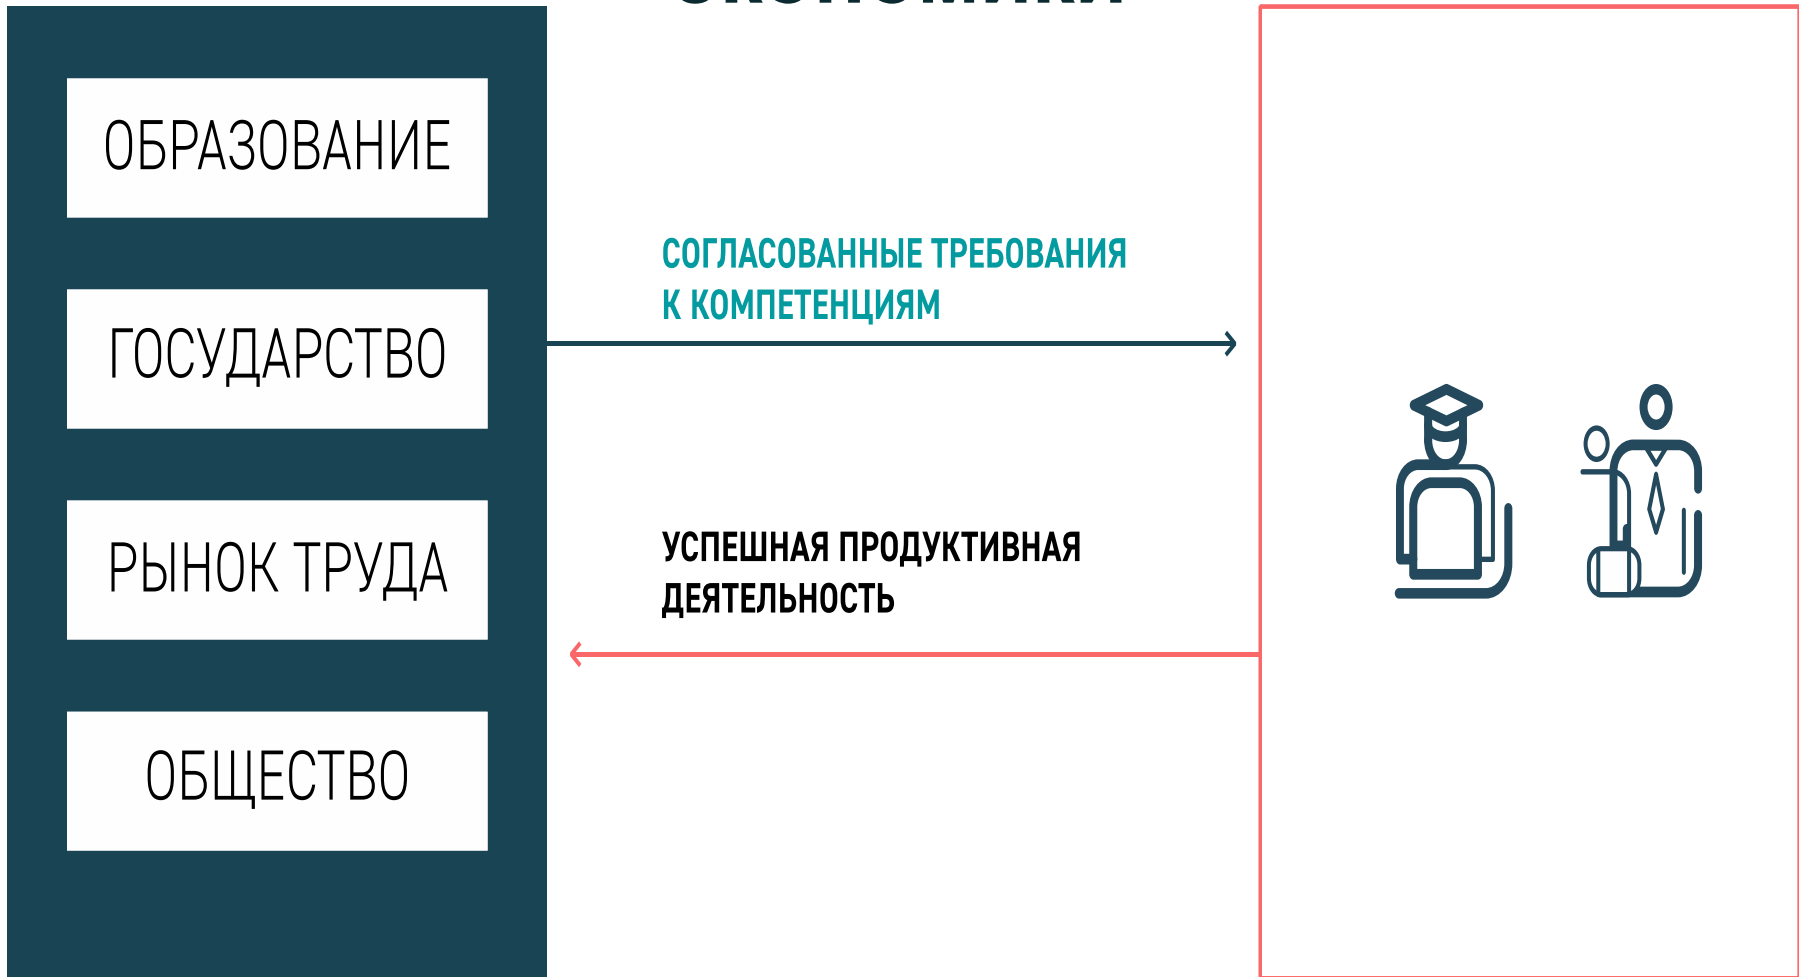 ОБРАЗОВАНИЕ
ГОСУДАРСТВО
РЫНОК ТРУДА
ОБЩЕСТВО
СОГЛАСОВАННЫЕ ТРЕБОВАНИЯ
К КОМПЕТЕНЦИЯМ
УСПЕШНАЯ ПРОДУКТИВНАЯ
ДЕЯТЕЛЬНОСТЬ